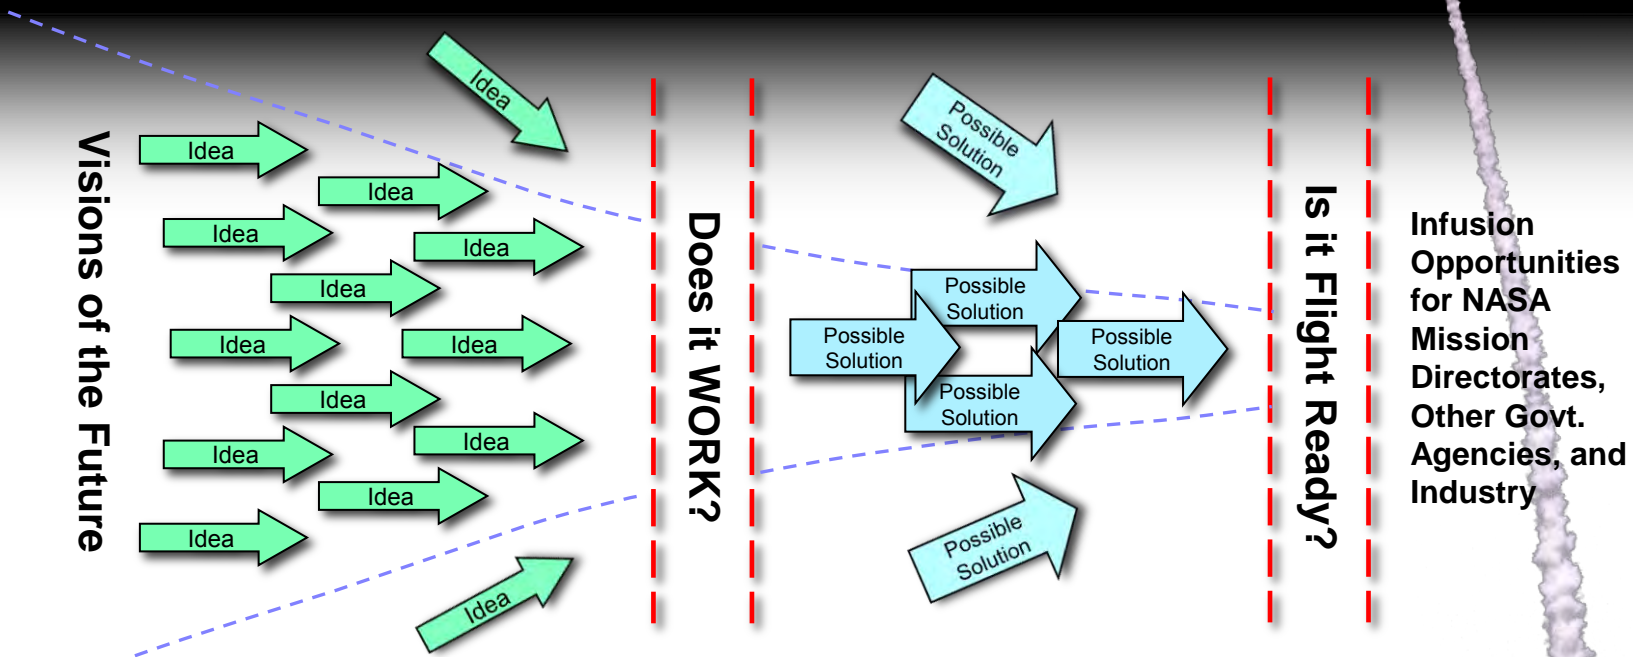 Visions of the Future
Idea
Idea
Idea
Idea
Idea
Idea
Idea
Idea
Idea
Idea
Idea
Idea
Idea
Idea
Does it WORK?
Possible
Solution
Possible
Solution
Possible
Solution
Possible
Solution
Possible
Solution
Possible
Solution
Is it Flight Ready?
Infusion
Opportunities
for NASA
Mission
Directorates,
Other Govt.
Agencies, and
Industry